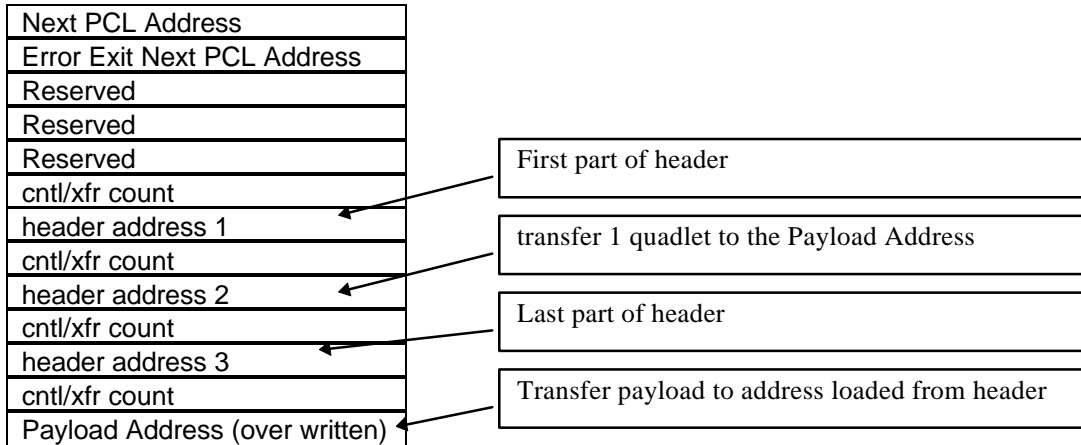 Next PCL Address
Error Exit Next PCL Address
Reserved
Reserved
Reserved
cntl/xfr count
header address 1
cntl/xfr count
header address 2
cntl/xfr count
header address 3
cntl/xfr count
Payload Address (over written)
First part of header
transfer 1 quadlet to the Payload Address
Last part of header
Transfer payload to address loaded from header